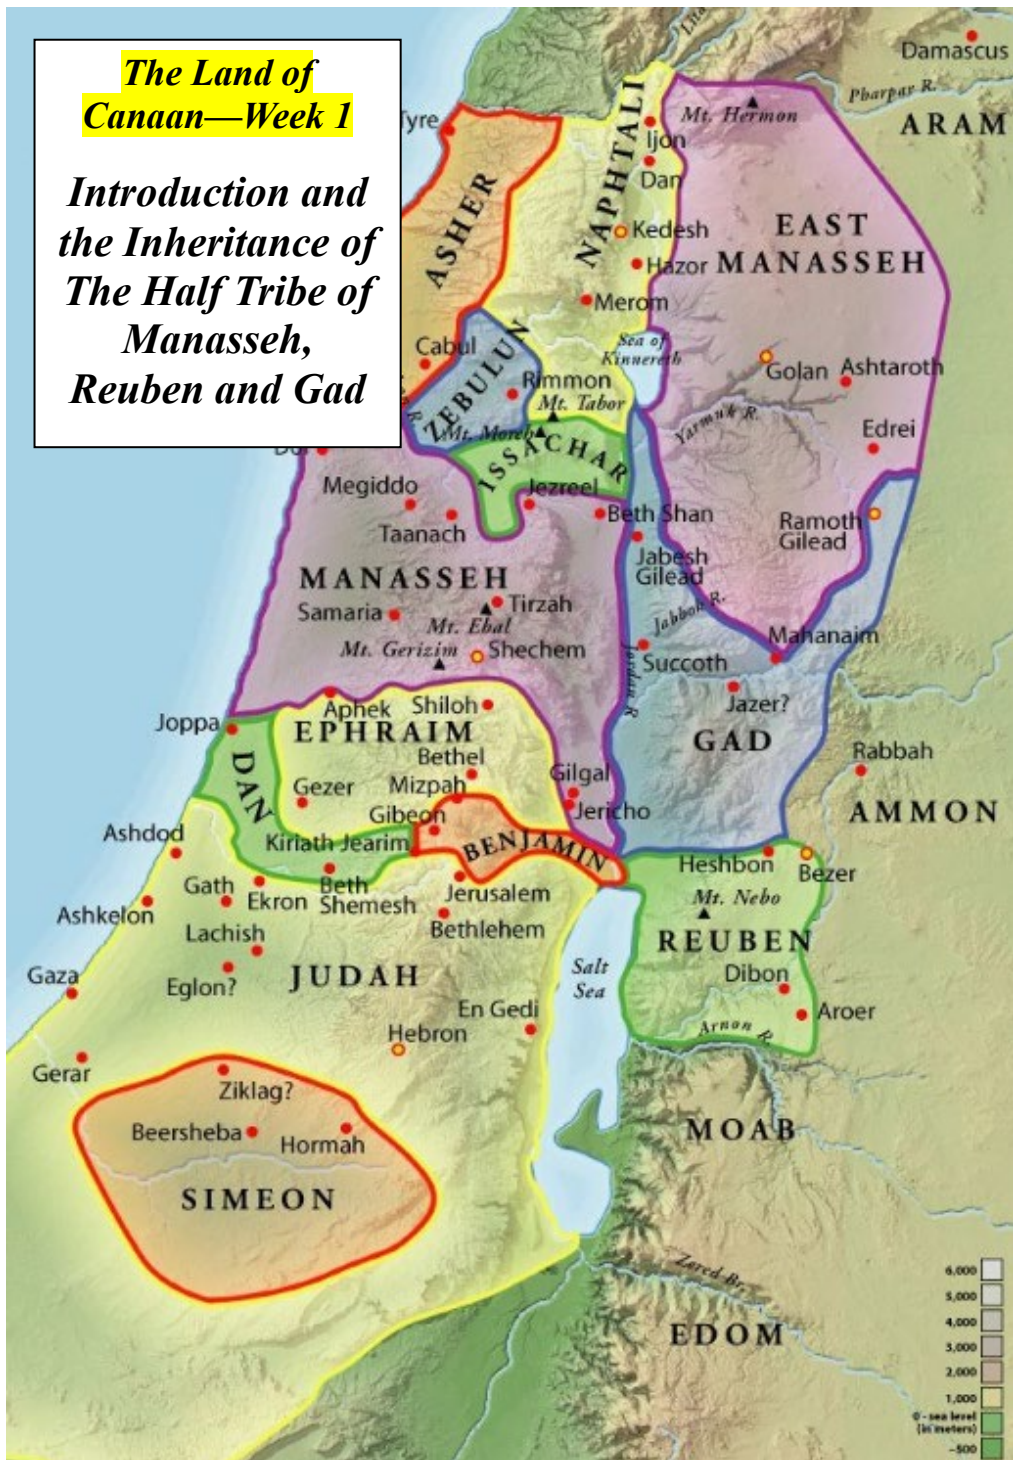 The Land of
Canaan—Week 1
Introduction and
the Inheritance of
The Half Tribe of
Manasseh,
Reuben and Gad
Damascus
Pharpar R.
ARAM
Tyre
Mt. Hermon
Ijon
Dan
NAPHTALI
ASHER
Kedesh
EAST
MANASSEH
Hazor
Merom
Sea of
Kinnereth
Cabul
ZEBULUN
Rimmon
Golan
Ashtaroth
Mt. Tabor
Yarmuk R.
Mt. Moreh
ISSACHAR
Edrei
Megiddo
Jezreel
Taanach
Beth Shan
Ramoth
Gilead
Jabesh
Gilead
MANASSEH
Samaria
Tirzah
Mt. Ebal
Jabbok R.
Mt. Gerizim
Shechem
Mahanaim
Succoth
Jordan R
Jazer?
Joppa
Aphek
Shiloh
EPHRAIM
GAD
Bethel
Rabbah
DAN
Gezer
Mizpah
Gilgal
Gibeon
Jericho
AMMON
Ashdod
Kiriath Jearim
BENJAMIN
Heshbon
Bezer
Gath
Ekron
Beth
Shemesh
Jerusalem
Mt. Nebo
Ashkelon
Bethlehem
Lachish
REUBEN
Gaza
Eglon?
JUDAH
Salt
Sea
Dibon
En Gedi
Aroer
Arnon R.
Hebron
Gerar
Ziklag?
Beersheba
Hormah
MOAB
SIMEON
Zered Br.
EDOM
6,000
5,000
4,000
3,000
2,000
1,000
0 - sea level
(in meters)
-500